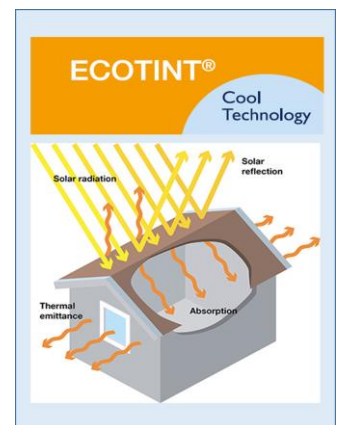 ECOTINT®
Cool
Technology
Solar radiation
Solar
reflection
Thermal
emittance
Absorption